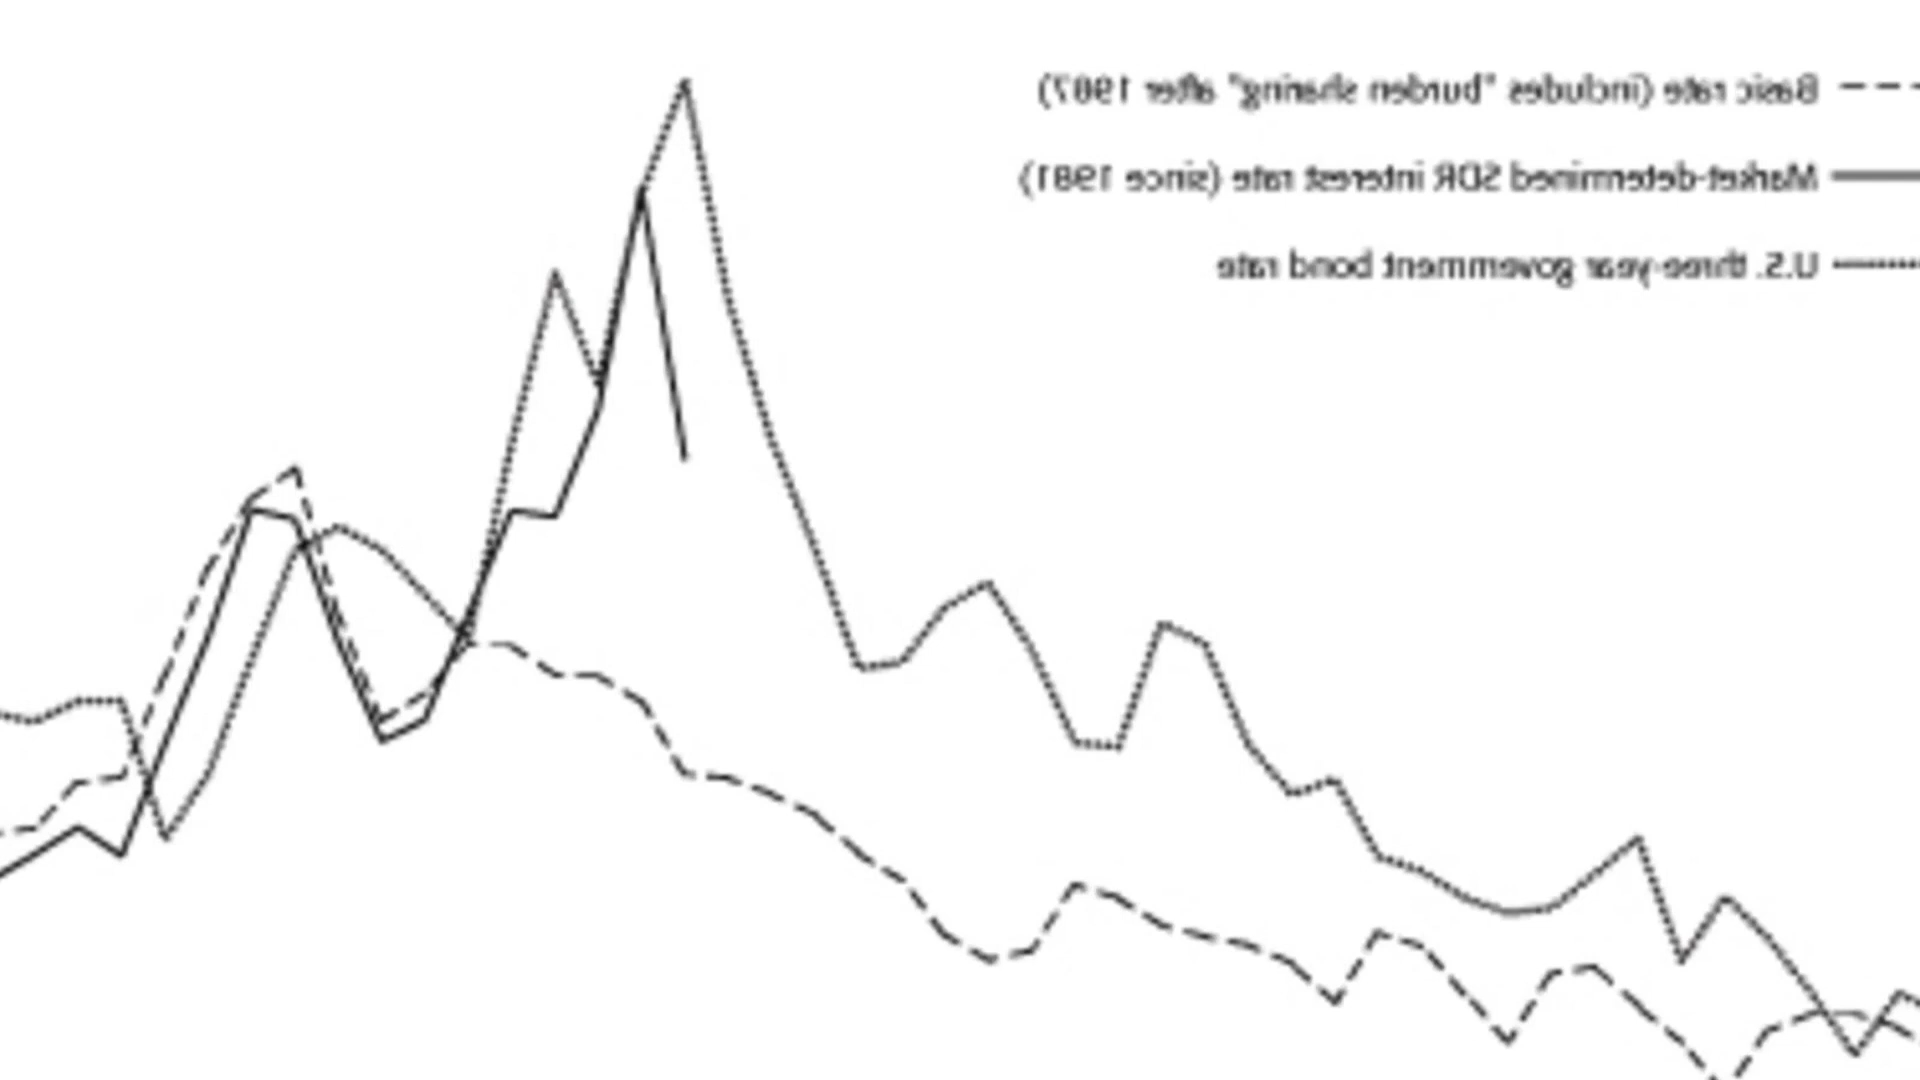 Basic rate (includes "burden sharing" after 1987)
Market-determined SDR interest rate (since 1981)
U.S. three-year government bond rate